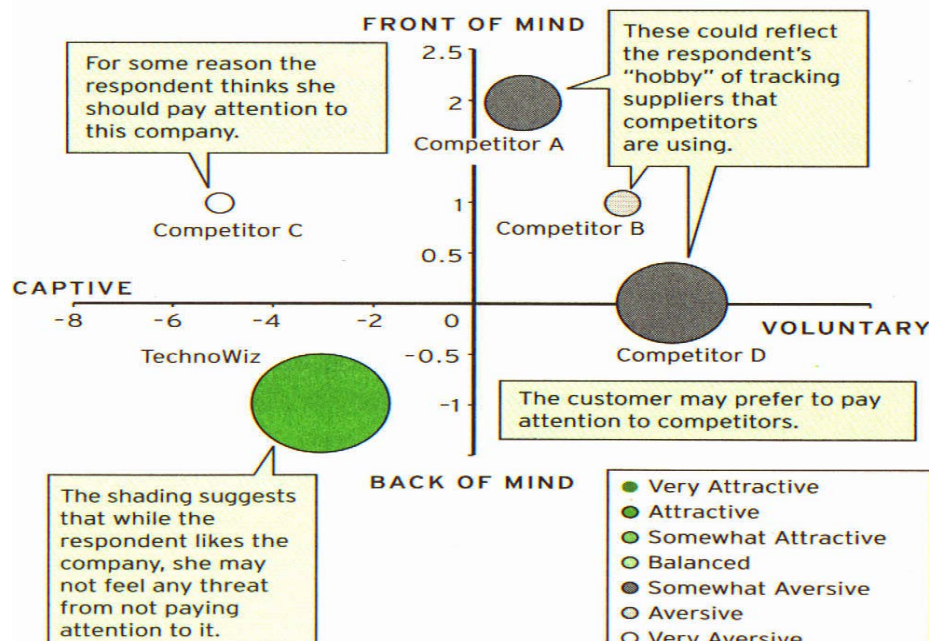 FRONT OF MIND
For some reason the
respondent thinks she
should pay attention to
this company.
These could reflect
the respondent's
"hobby" of tracking
suppliers that
competitors
are using.
2.5
2
Competitor A
1
Competitor C
Competitor B
0.5
CAPTIVE
-8
-6
-4
-2
0
VOLUNTARY
TechnoWiz
-0.5
Competitor D
-1
The customer may prefer to pay
attention to competitors.
BACK OF MIND
The shading suggests
that while the
respondent likes the
company, she may
not feel any threat
from not paying
attention to it.
Very Attractive
Attractive
Somewhat Attractive
Balanced
Somewhat Aversive
Aversive
Very Aversive